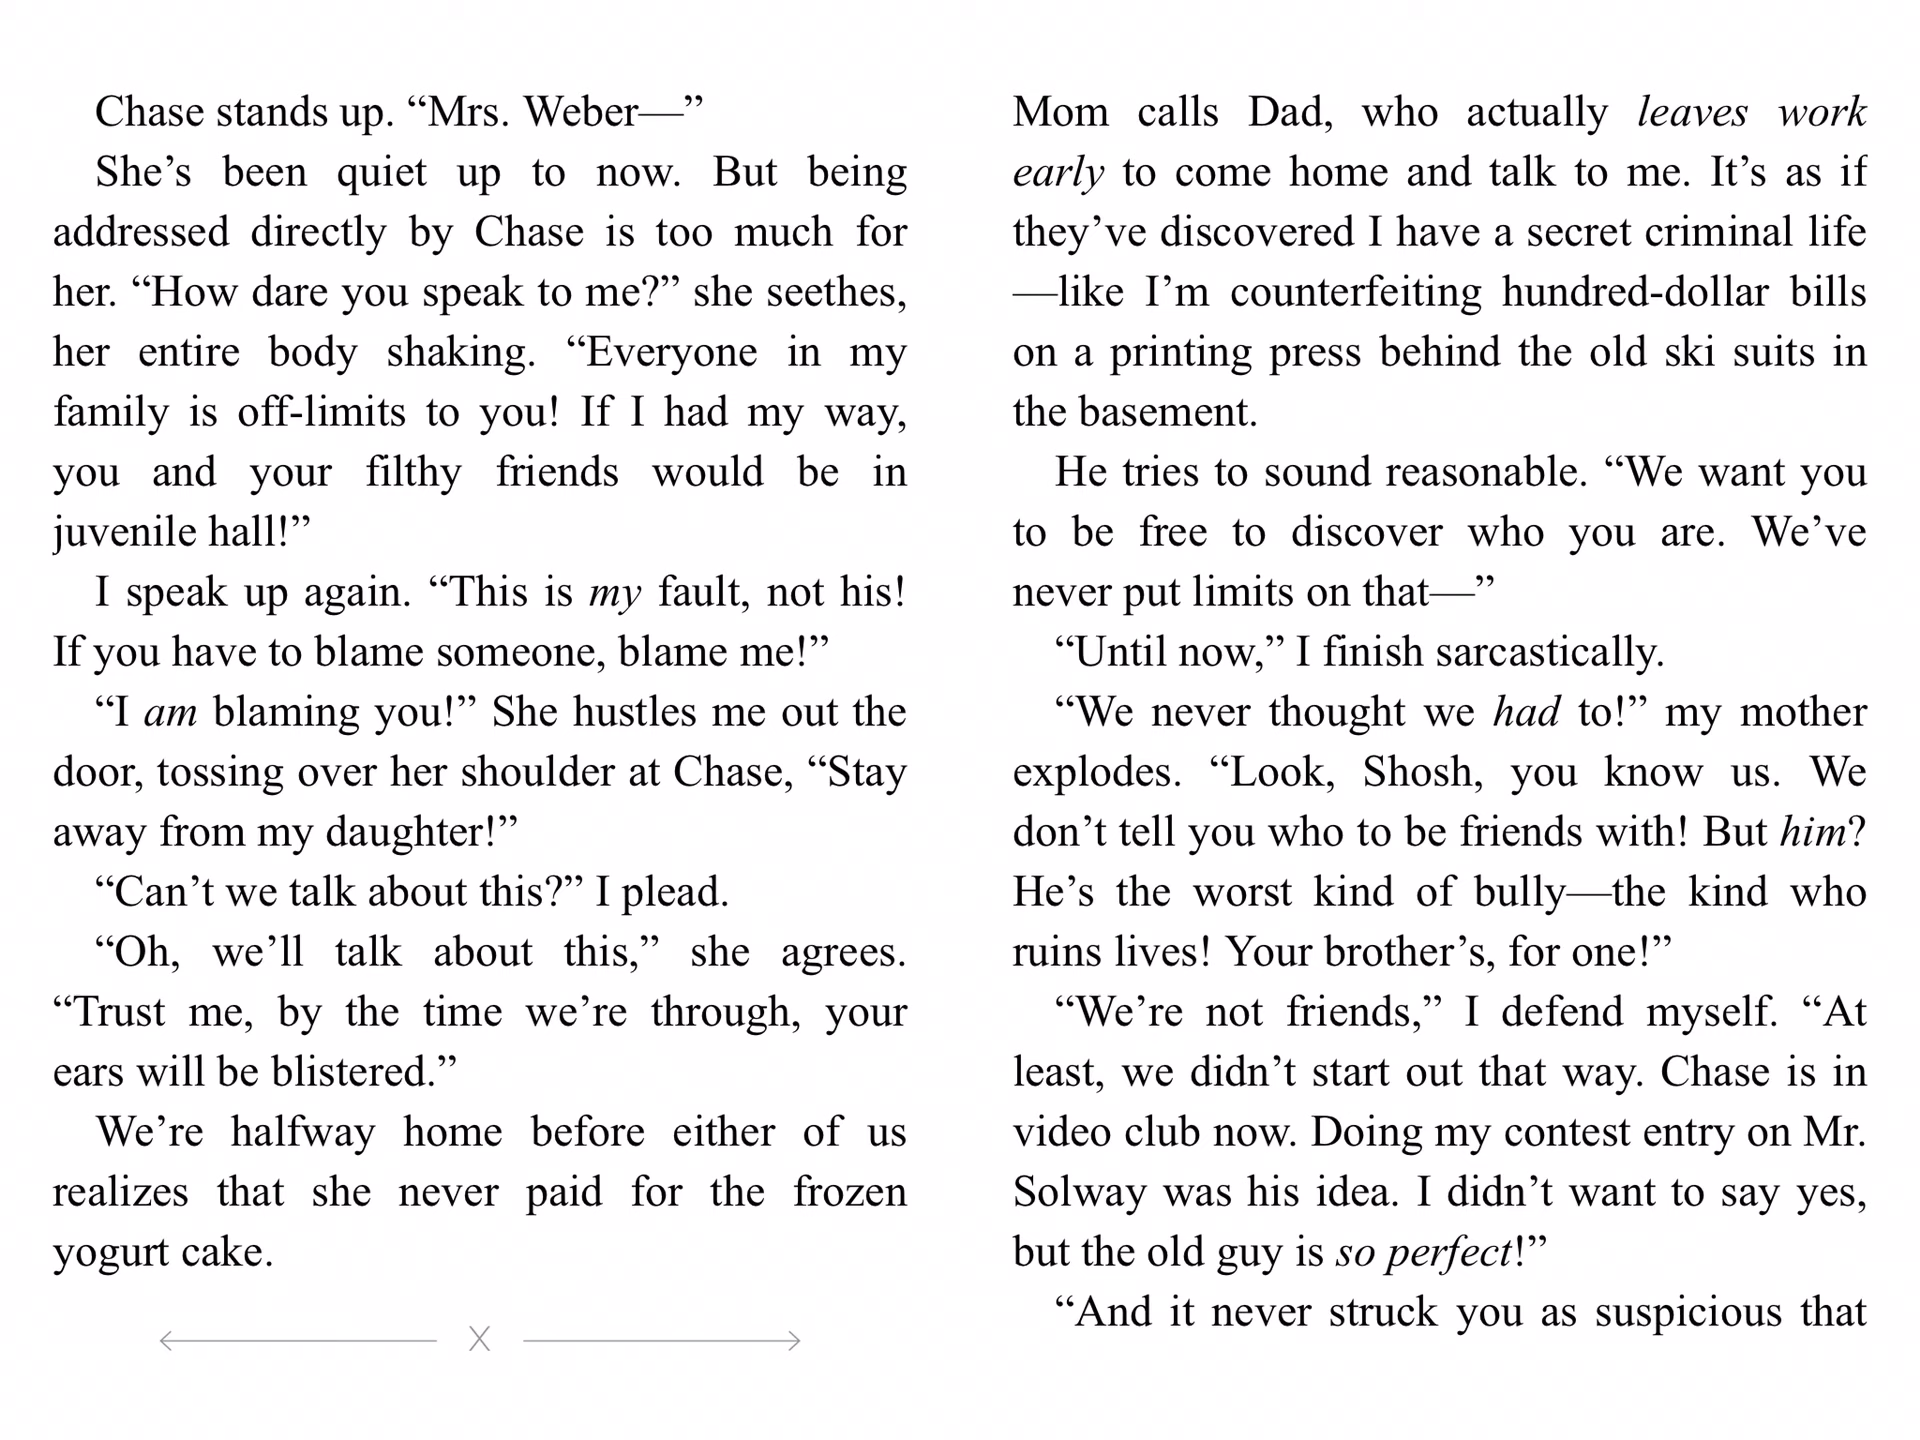 Chase stands up. “Mrs. Weber—”
She’s been quiet up to now. But being
addressed directly by Chase is too much for
her. “How dare you speak to me?” she seethes,
her entire body shaking. “Everyone in my
family is off-limits to you! If I had my way,
you and your filthy friends would be in
juvenile hall!”
I speak up again. “This is my fault, not his!
If you have to blame someone, blame me!”
“I am blaming you!” She hustles me out the
door, tossing over her shoulder at Chase, “Stay
away from my daughter!”
“Can’t we talk about this?” I plead.
“Oh, we’ll talk about this,” she agrees.
“Trust me, by the time we’re through, your
ears will be blistered.”
We’re halfway home before either of us
realizes that she never paid for the frozen
yogurt cake.
X
Mom calls Dad, who actually leaves work
early to come home and talk to me. It’s as if
they’ve discovered I have a secret criminal life
—like I’m counterfeiting hundred-dollar bills
on a printing press behind the old ski suits in
the basement.
He tries to sound reasonable. “We want you
to be free to discover who you are. We’ve
never put limits on that—”
“Until now,” I finish sarcastically.
“We never thought we had to!” my mother
explodes. “Look, Shosh, you know us. We
don’t tell you who to be friends with! But him?
He’s the worst kind of bully—the kind who
ruins lives! Your brother’s, for one!”
“We’re not friends,” I defend myself. “At
least, we didn’t start out that way. Chase is in
video club now. Doing my contest entry on Mr.
Solway was his idea. I didn’t want to say yes,
but the old guy is so perfect!”
“And it never struck you as suspicious that